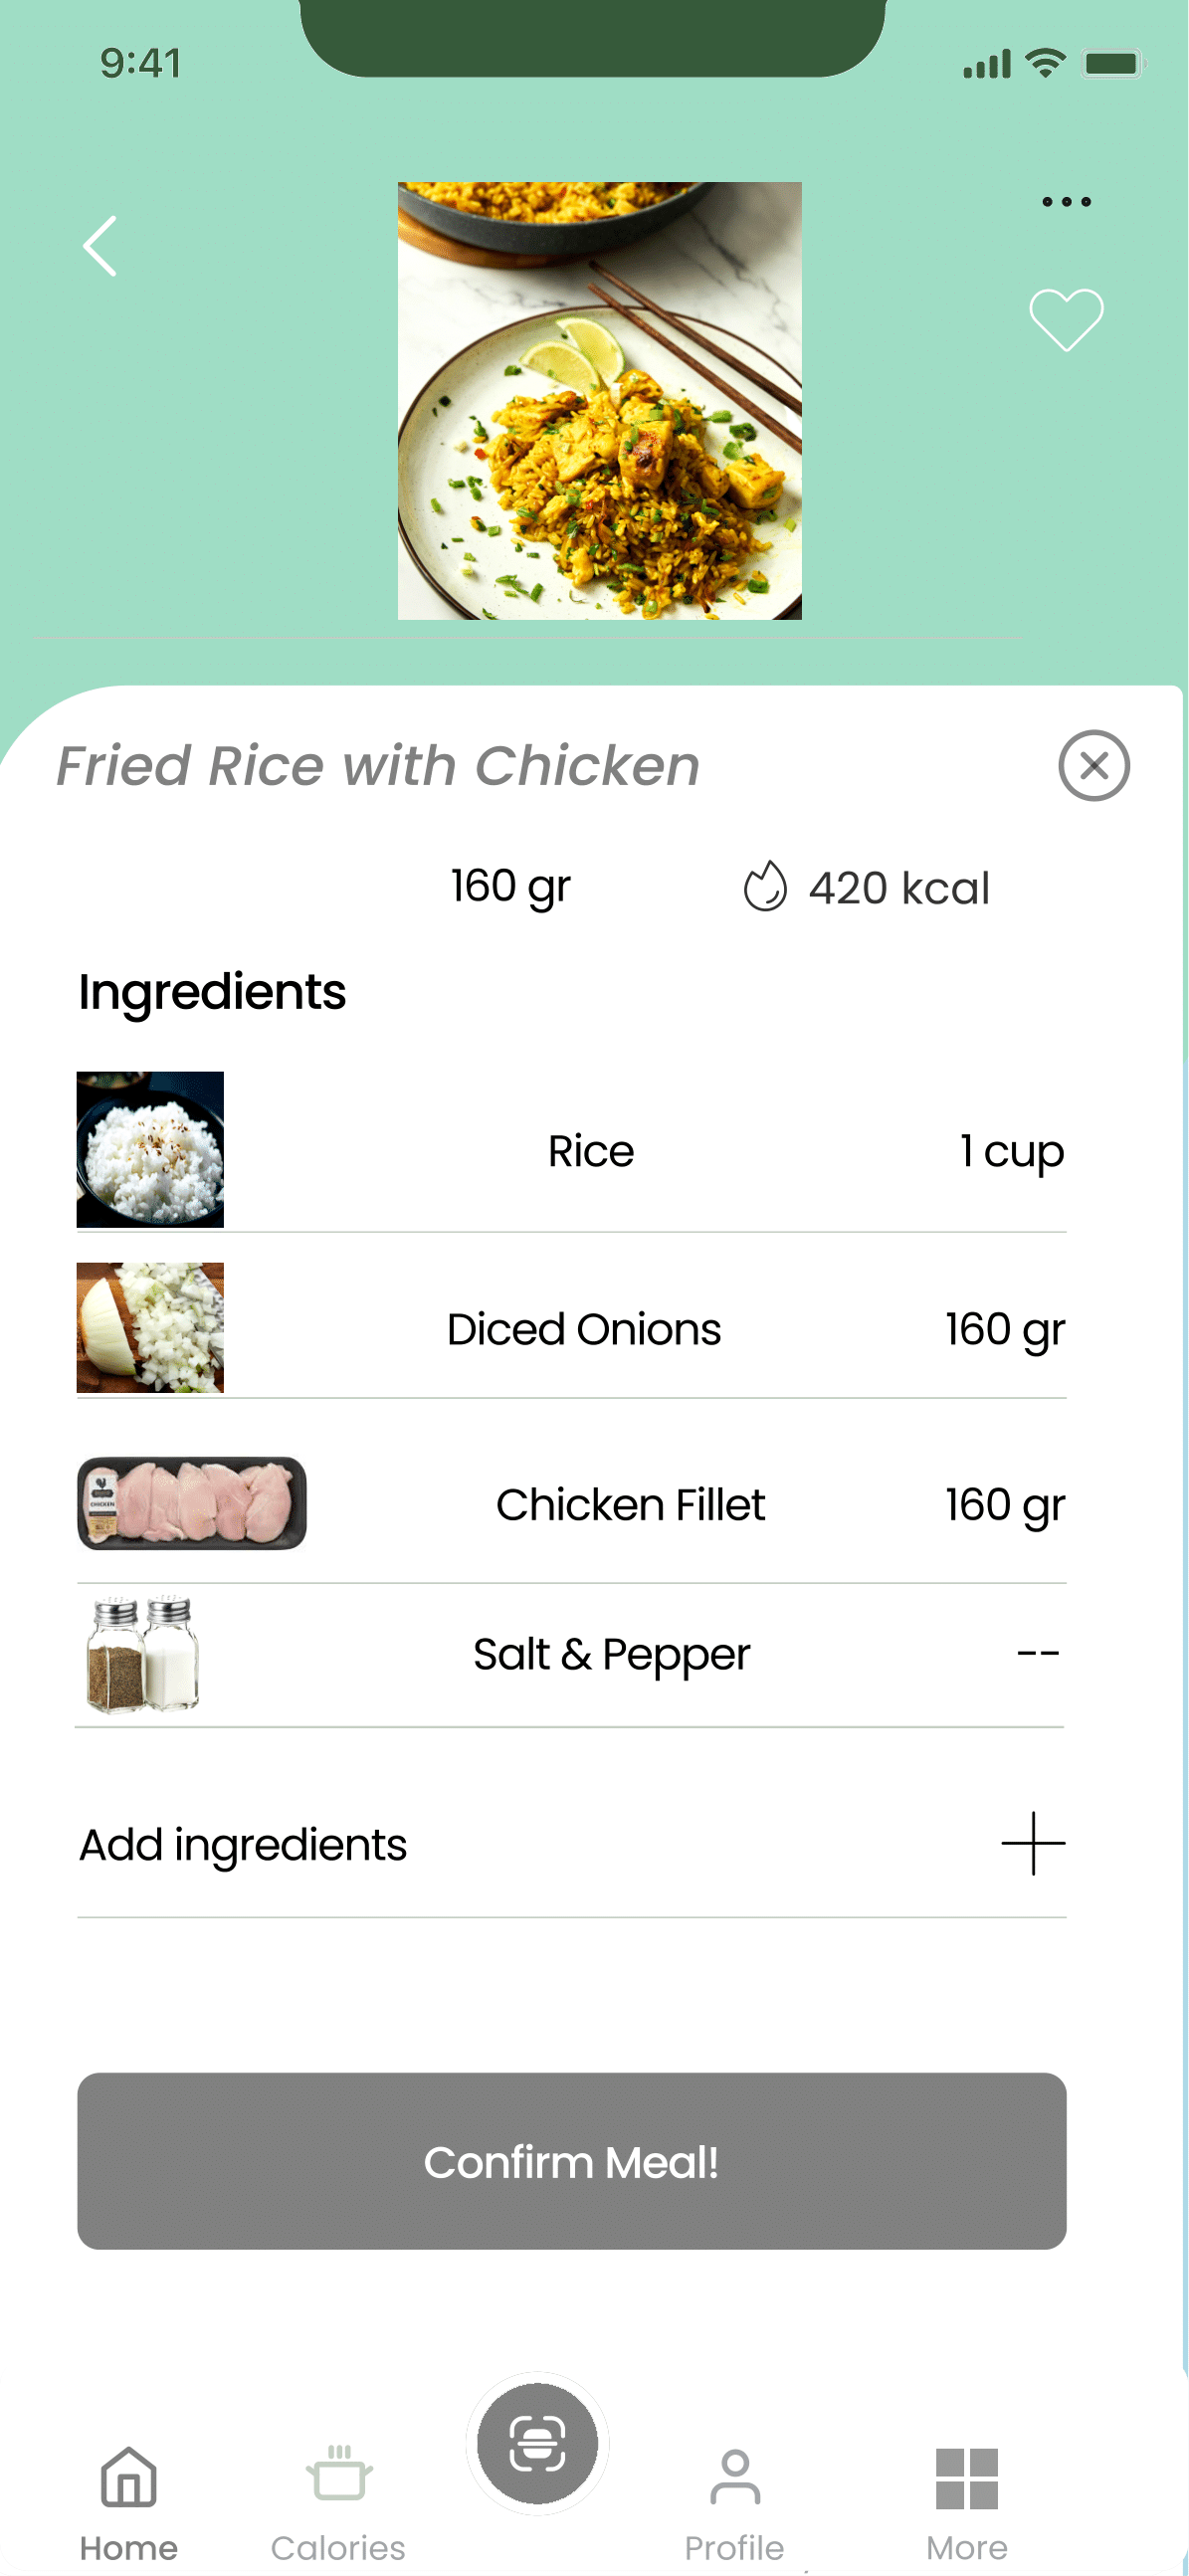 9:41
Fried Rice with Chicken
160 gr
420 kcal
Ingredients
Rice
1 cup
Diced Onions
160 gr
CHICKEN
Chicken Fillet
160 gr
Salt & Pepper
--
Add ingredients
Confirm Meal!
Home
Calories
Profile
More